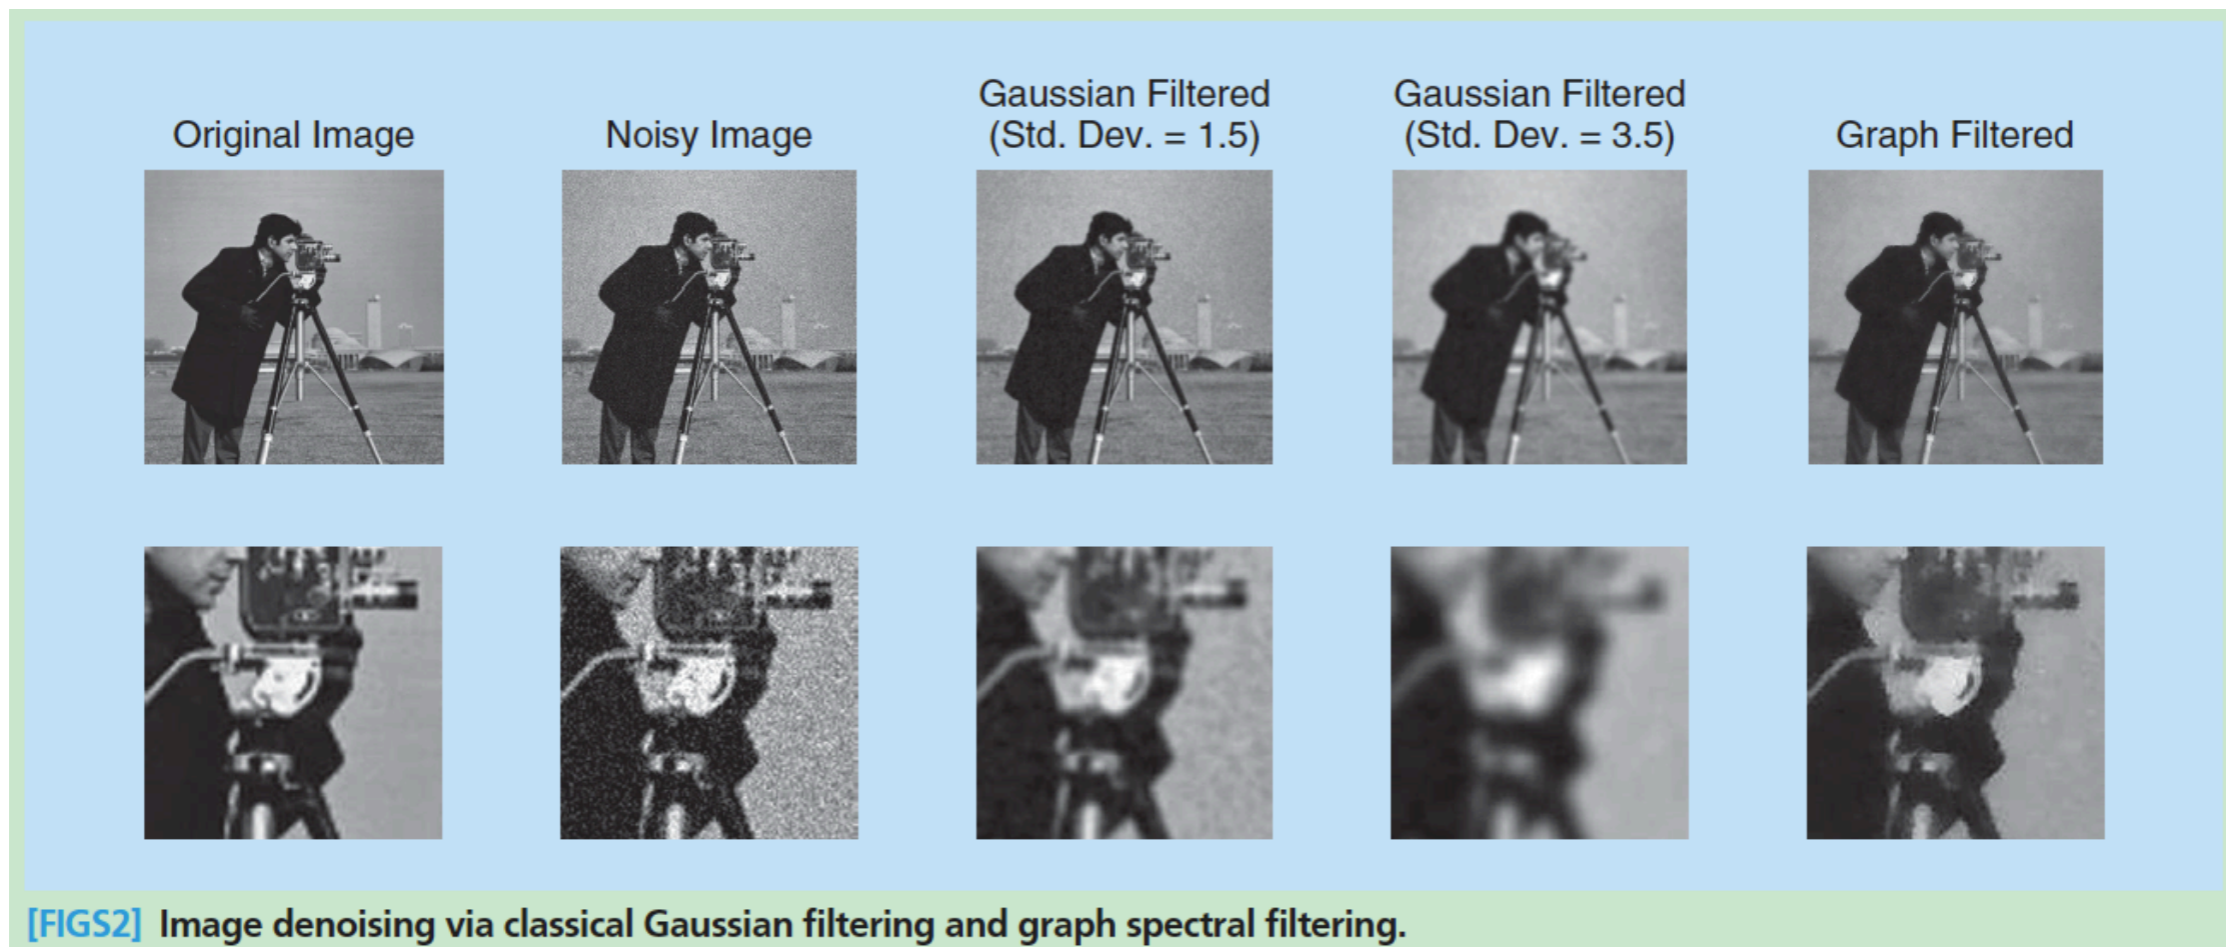 Original Image
Noisy Image
Gaussian Filtered
(Std. Dev. = 1.5)
Gaussian Filtered
(Std. Dev. = 3.5)
Graph Filtered
[FIGS2] Image denoising via classical Gaussian filtering and graph spectral filtering.